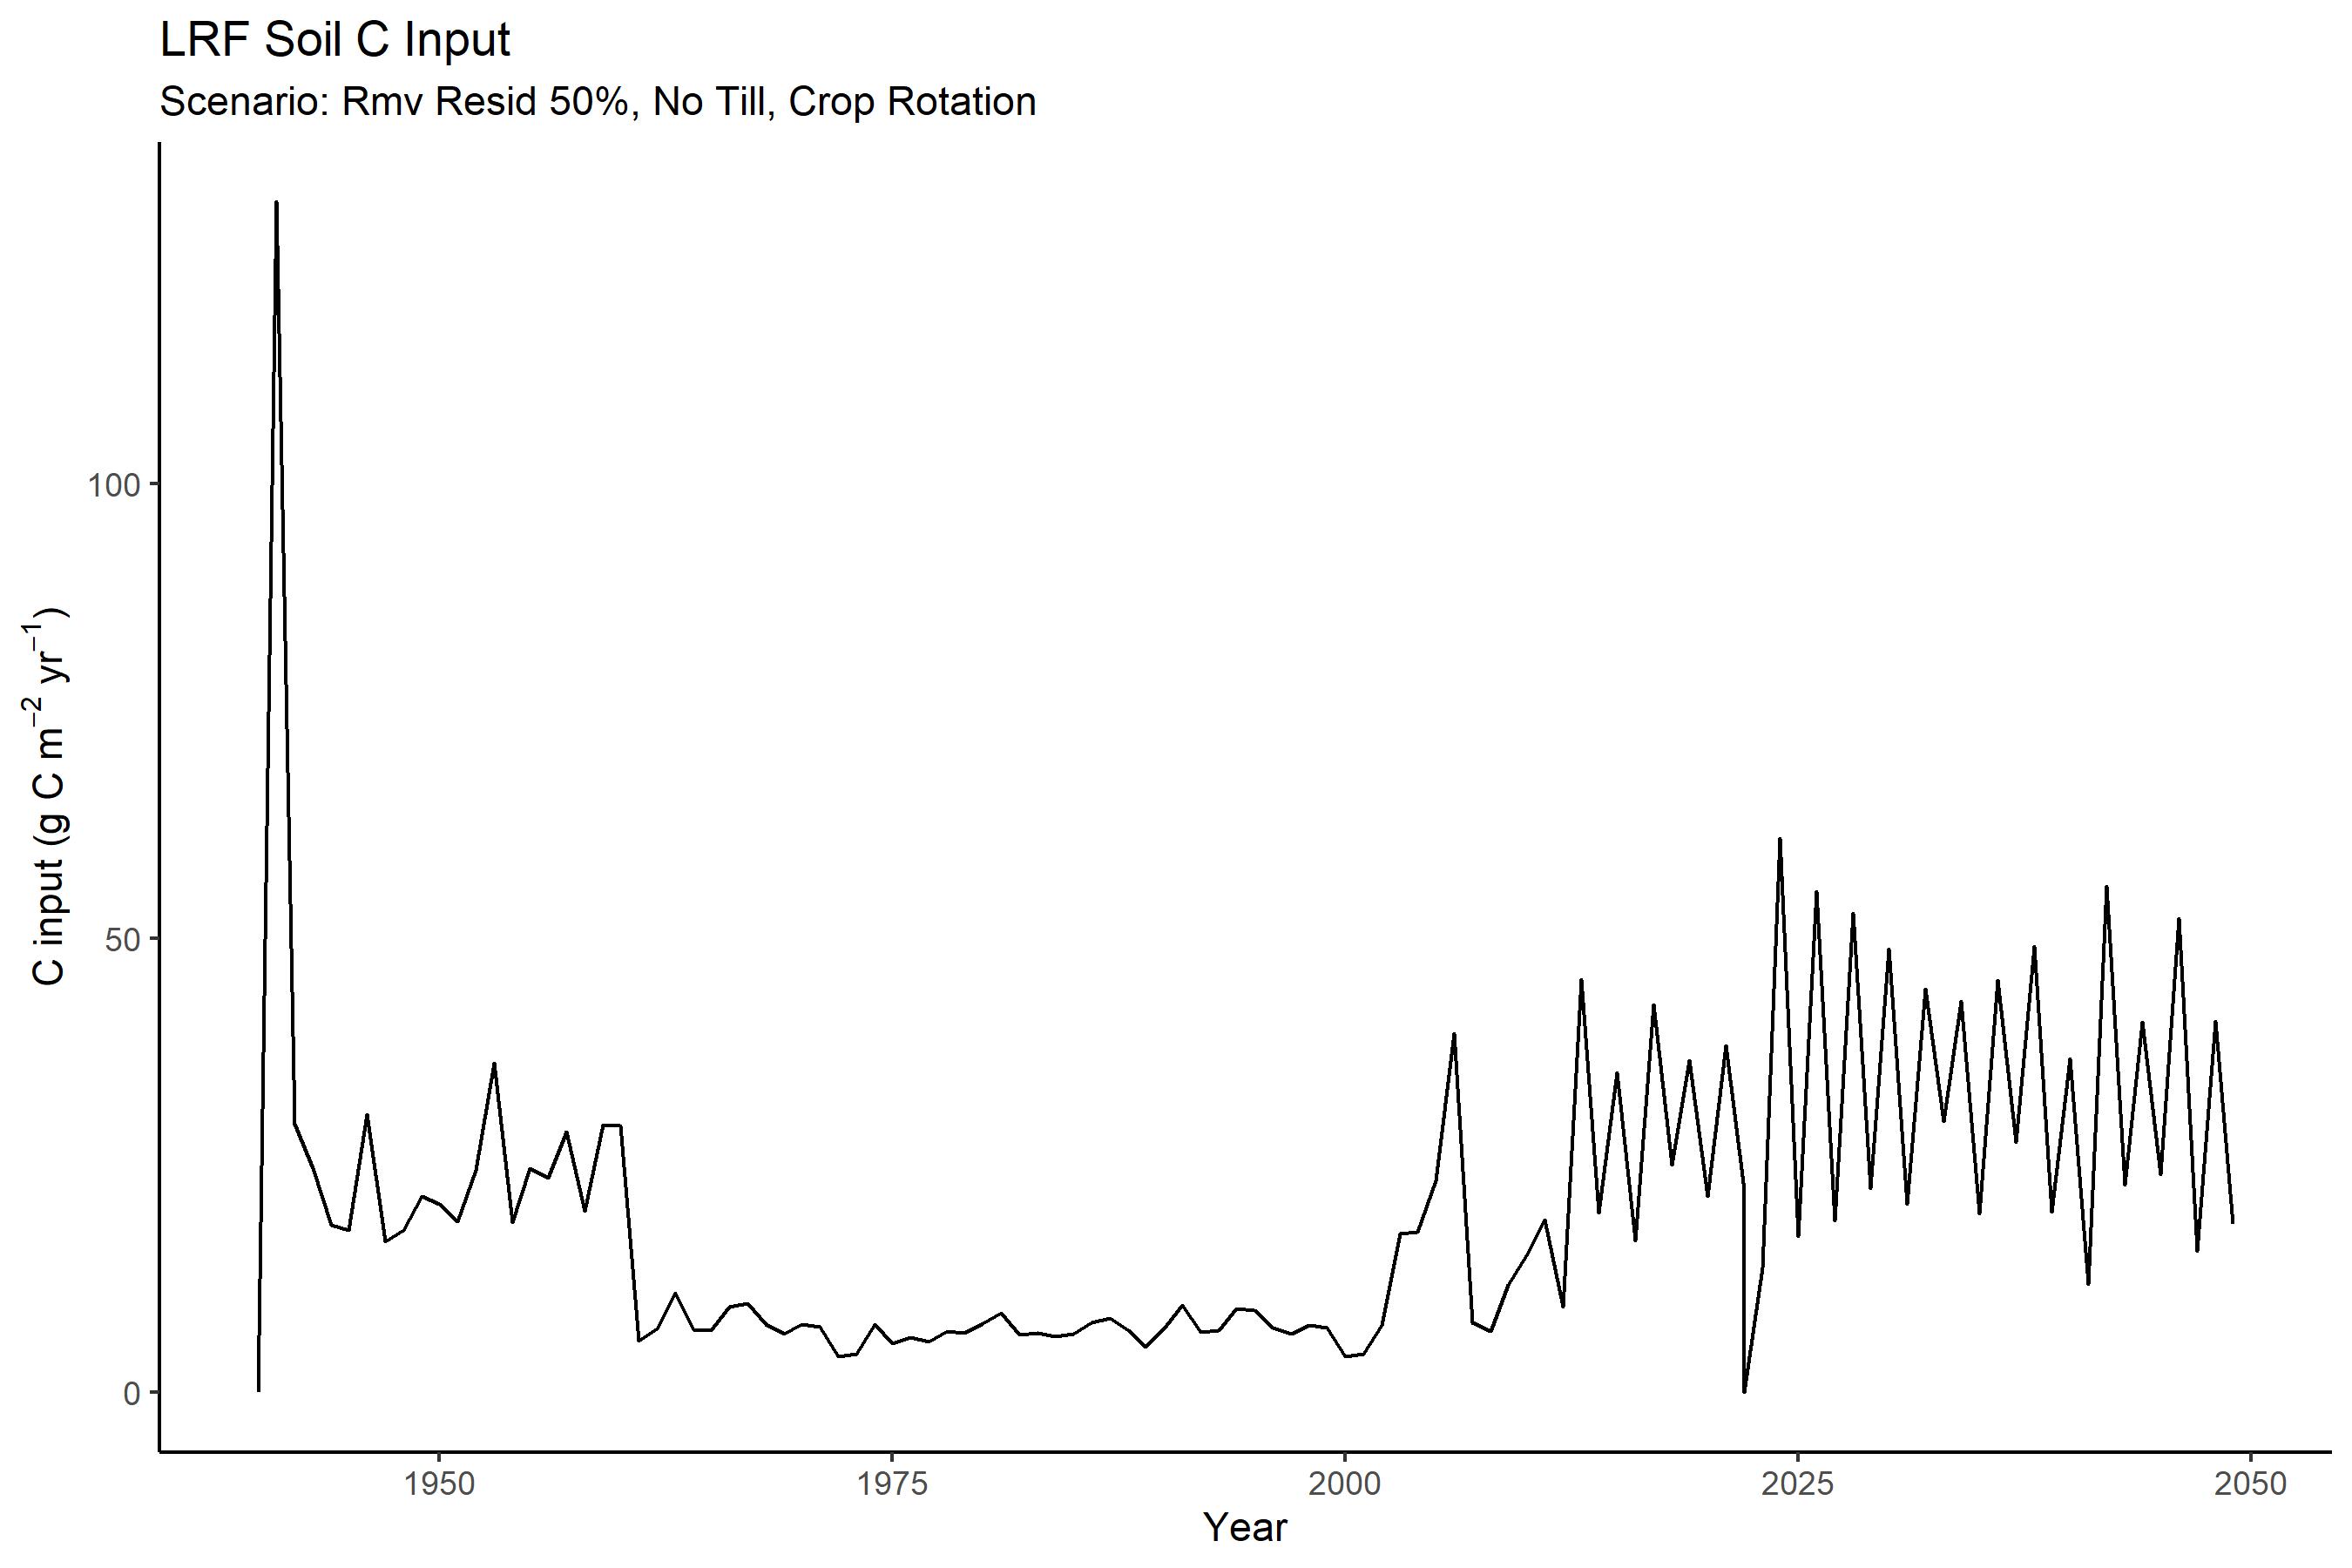 LRF Soil C Input
Scenario: Rmv Resid 50%, No Till, Crop Rotation
C input (g C m⁻² yr⁻¹)
100
50
0
1950 1975 2000 2025 2050
Year